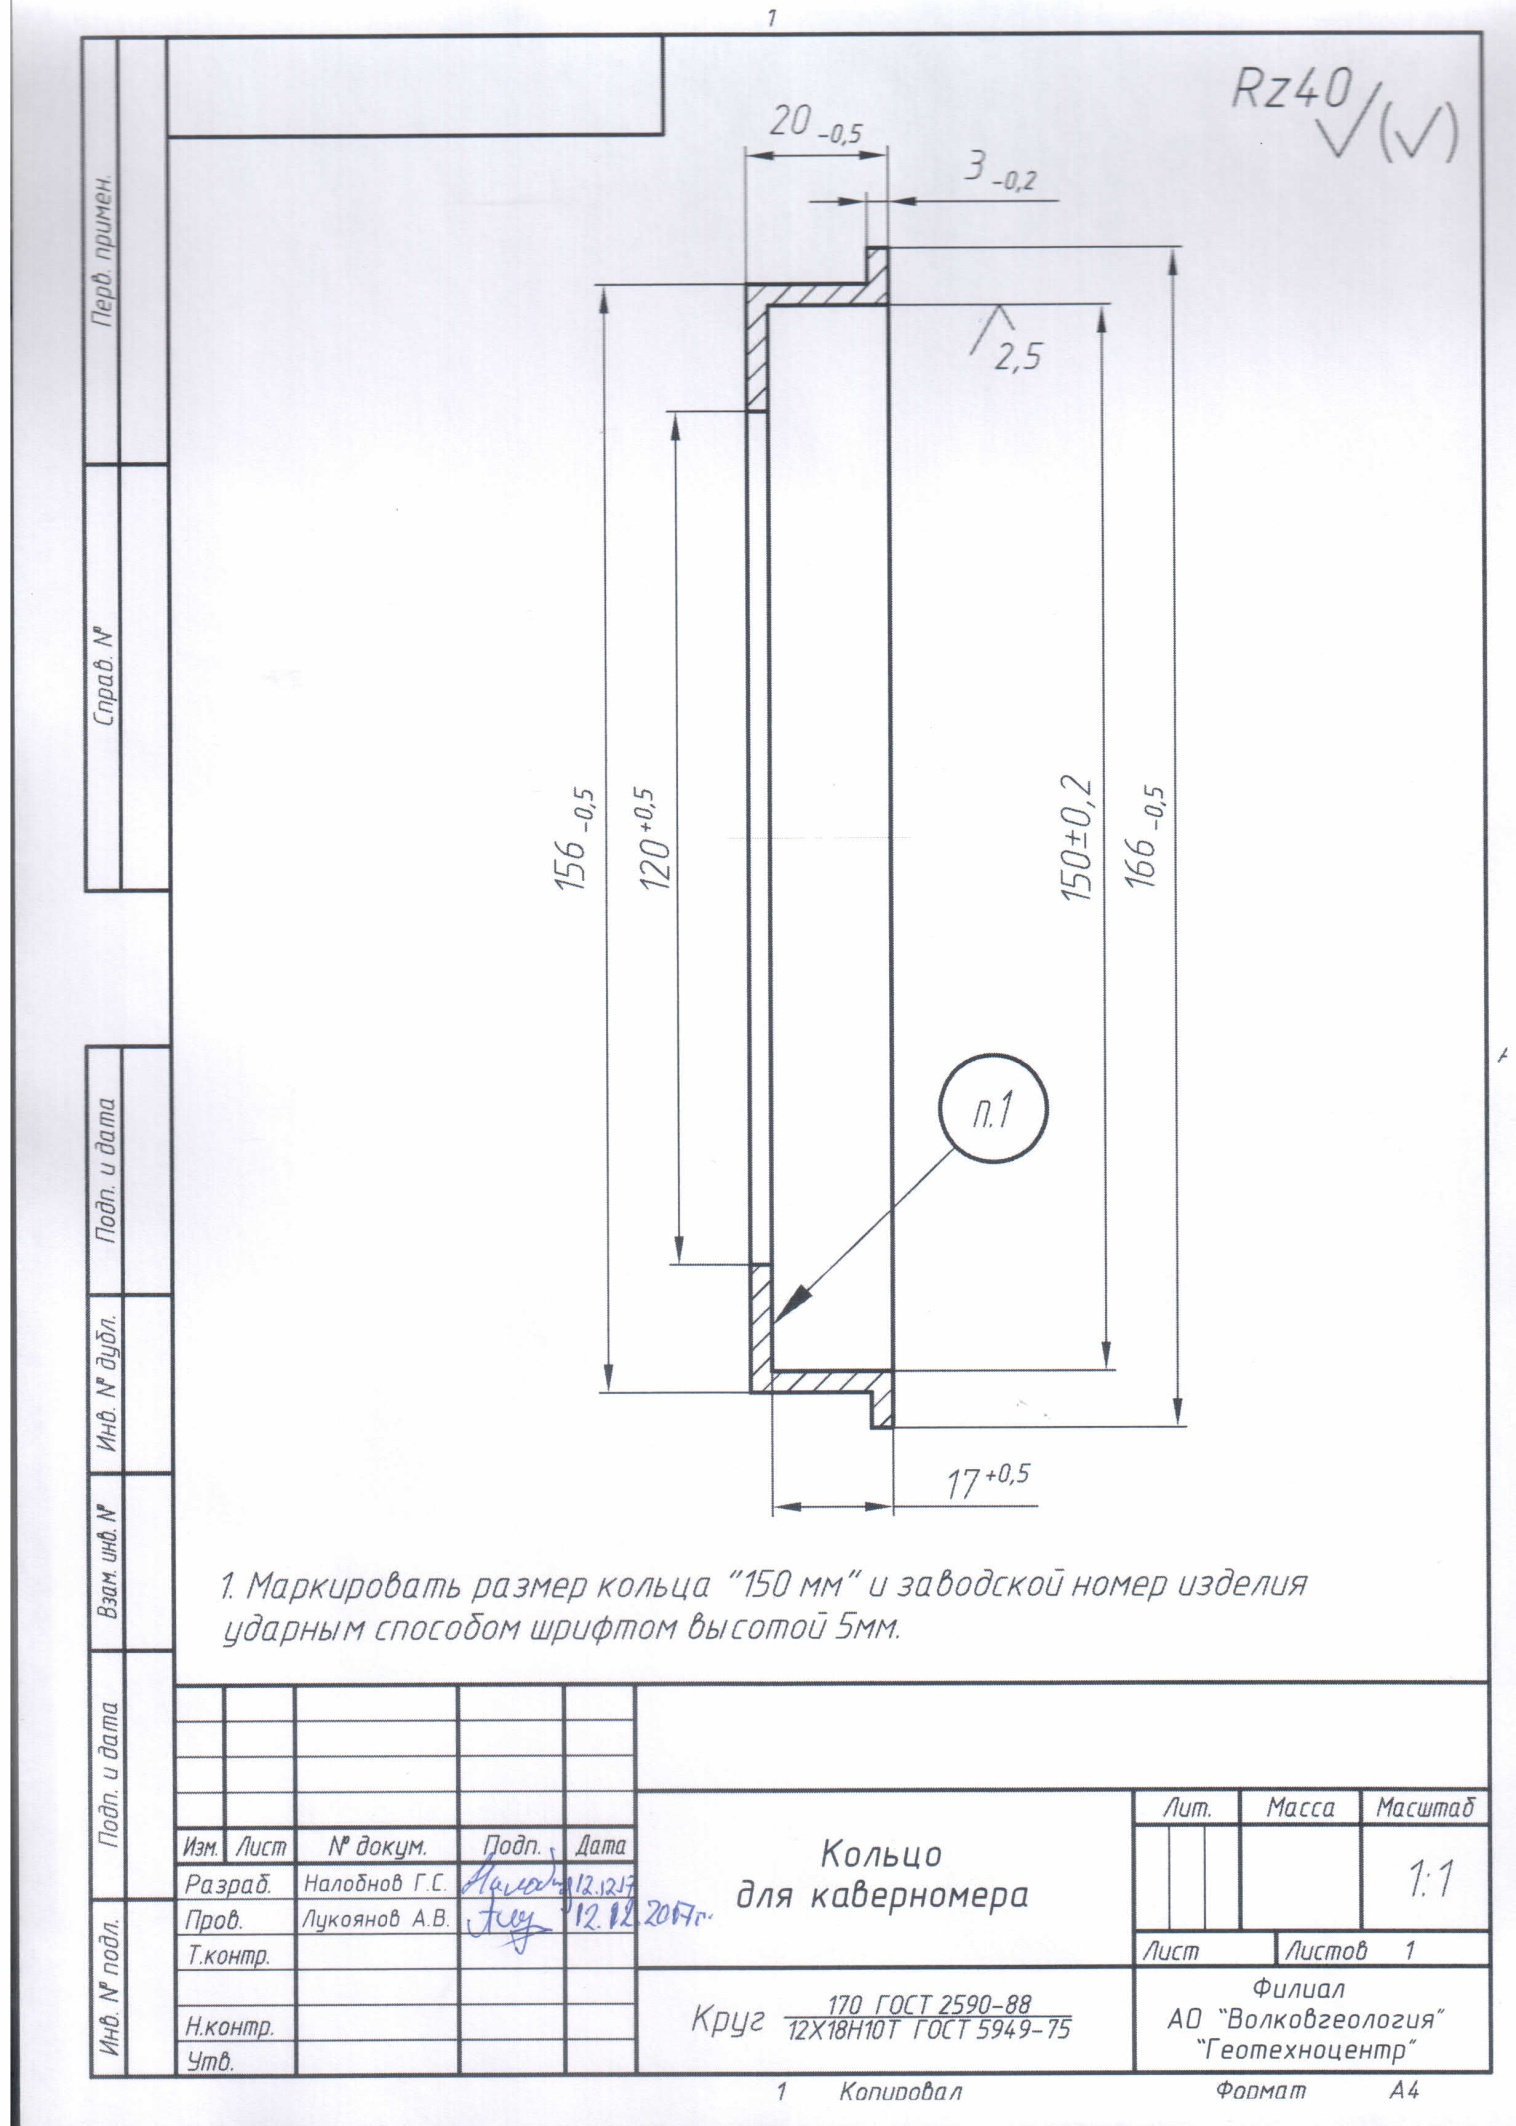 1
Rz40 (√)
20 -0,5
3 -0,2
2,5
156 -0,5
120 +0,5
150±0,2
166 -0,5
п.1
17 +0,5
1. Маркировать размер кольца "150 мм" и заводской номер изделия
ударным способом шрифтом высотой 5мм.
Перв. примен.
Справ. №
Подп. и дата
Инв. № дубл.
Взам. инв. №
Подп. и дата
Инв. № подл.
Изм. Лист № докум. Подп. Дата
Разраб. Налобнов Г.С. 12.12.17
Пров. Лукоянов А.В. 12.12.2017г.
Т.контр.
Н.контр.
Утв.
Кольцо
для каверномера
Лит. Масса Масштаб
1:1
Лист Листов 1
Круг 170 ГОСТ 2590-88
12Х18Н10Т ГОСТ 5949-75
Филиал
АО "Волковгеология"
"Геотехноцентр"
1 Копировал Формат А4